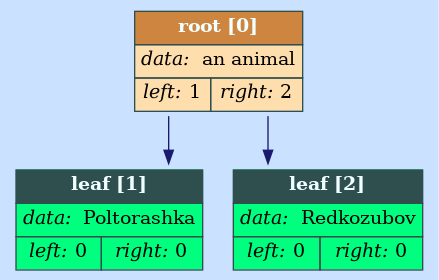 root [0]
data: an animal
left: 1 right: 2
leaf [1]
data: Poltorashka
left: 0 right: 0
leaf [2]
data: Redkozubov
left: 0 right: 0